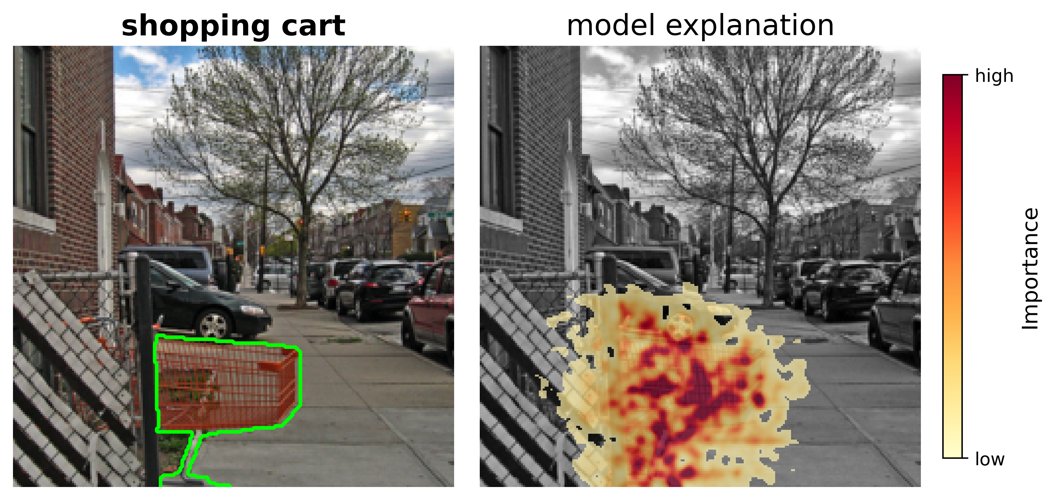 shopping cart
model explanation
high
Importance
low